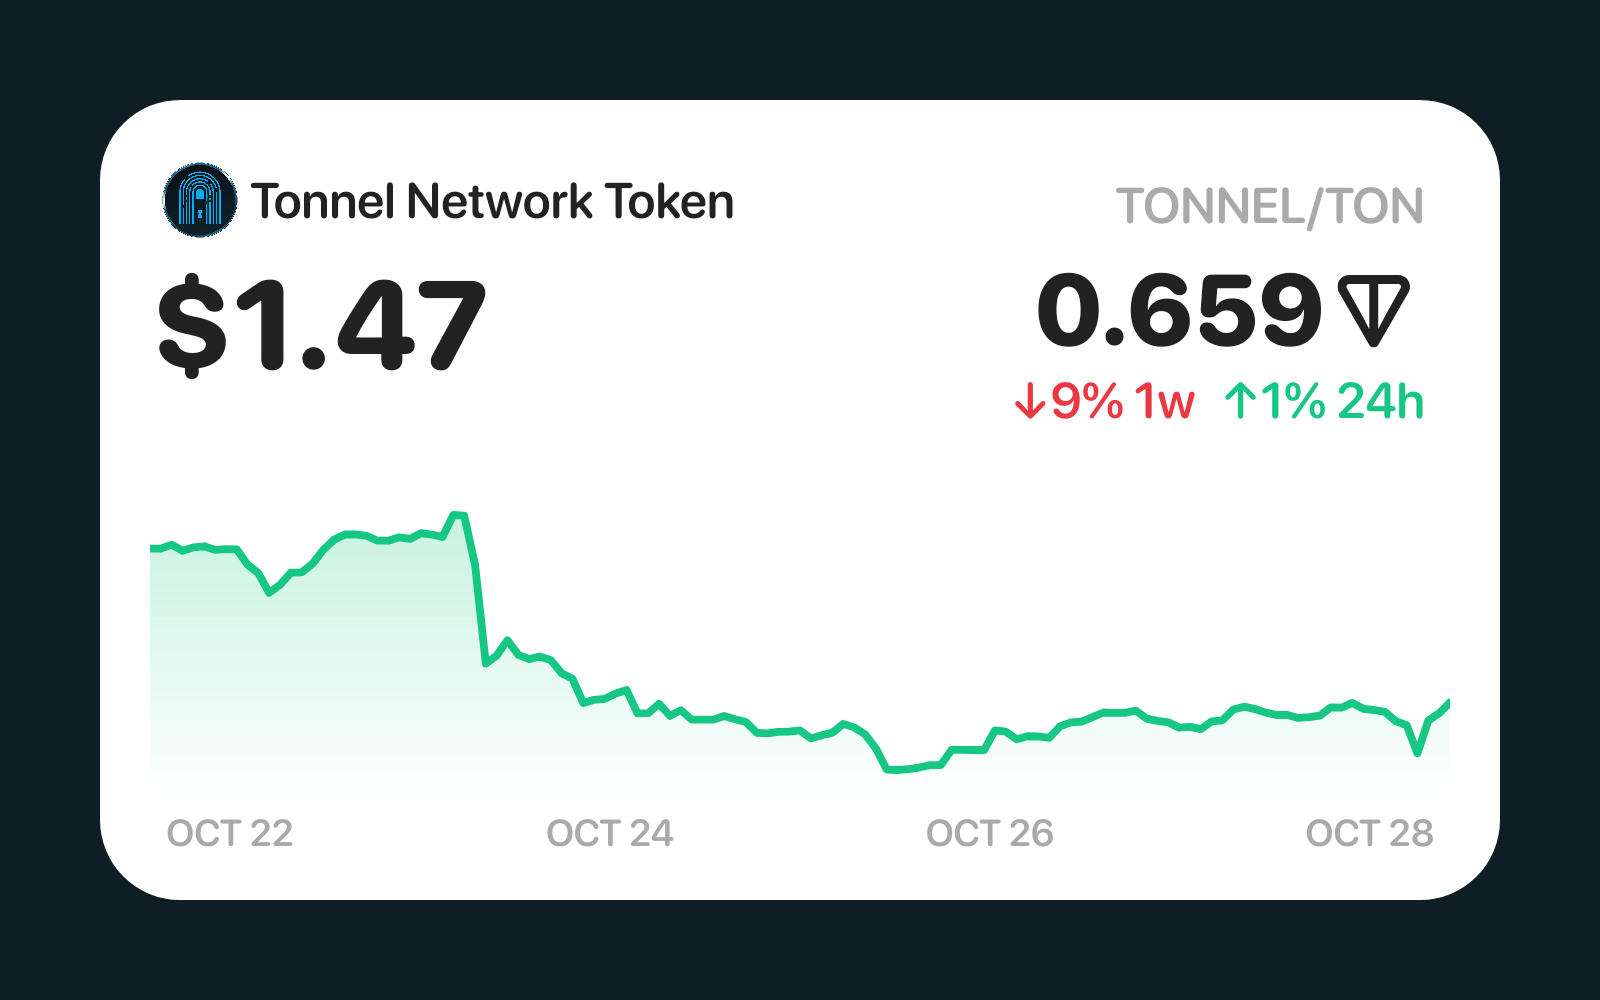 Tonnel Network Token
TONNEL/TON
$1.47
0.659
↓9% 1w ↑1% 24h
OCT 22 OCT 24 OCT 26 OCT 28